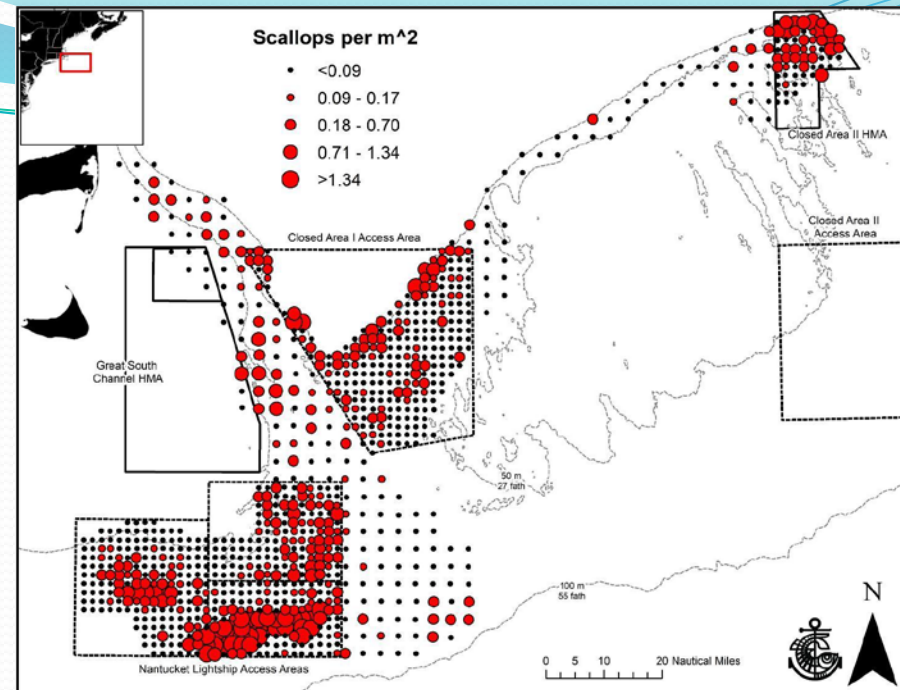 Scallops per m^2
<0.09
0.09 - 0.17
0.18 - 0.70
0.71 - 1.34
>1.34
Closed Area II HMA
Closed Area II
Access Area
Closed Area I Access Area
Great South
Channel HMA
50 m
27 fath
100 m
55 fath
N
Nantucket Lightship Access Areas
0 5 10 20 Nautical Miles